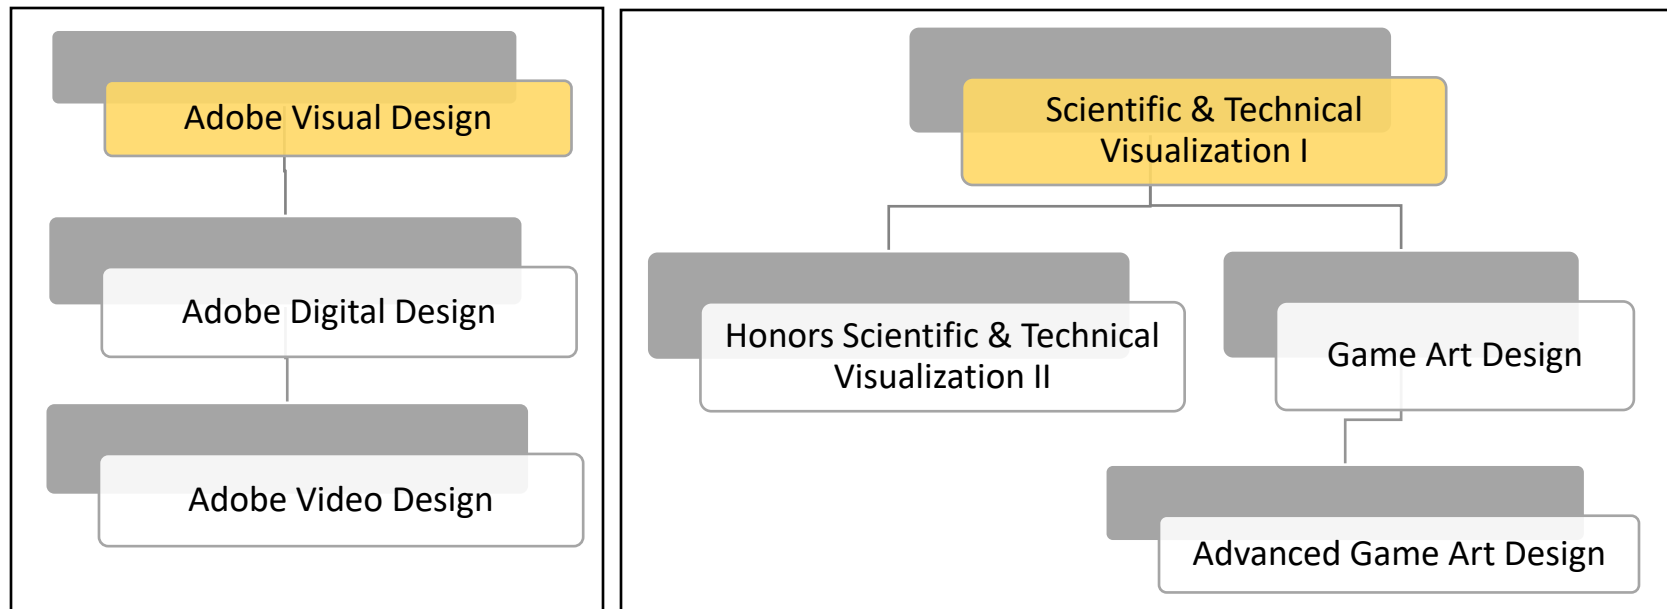 Adobe Visual Design
Adobe Digital Design
Adobe Video Design
Scientific & Technical
Visualization I
Honors Scientific & Technical
Visualization II
Game Art Design
Advanced Game Art Design